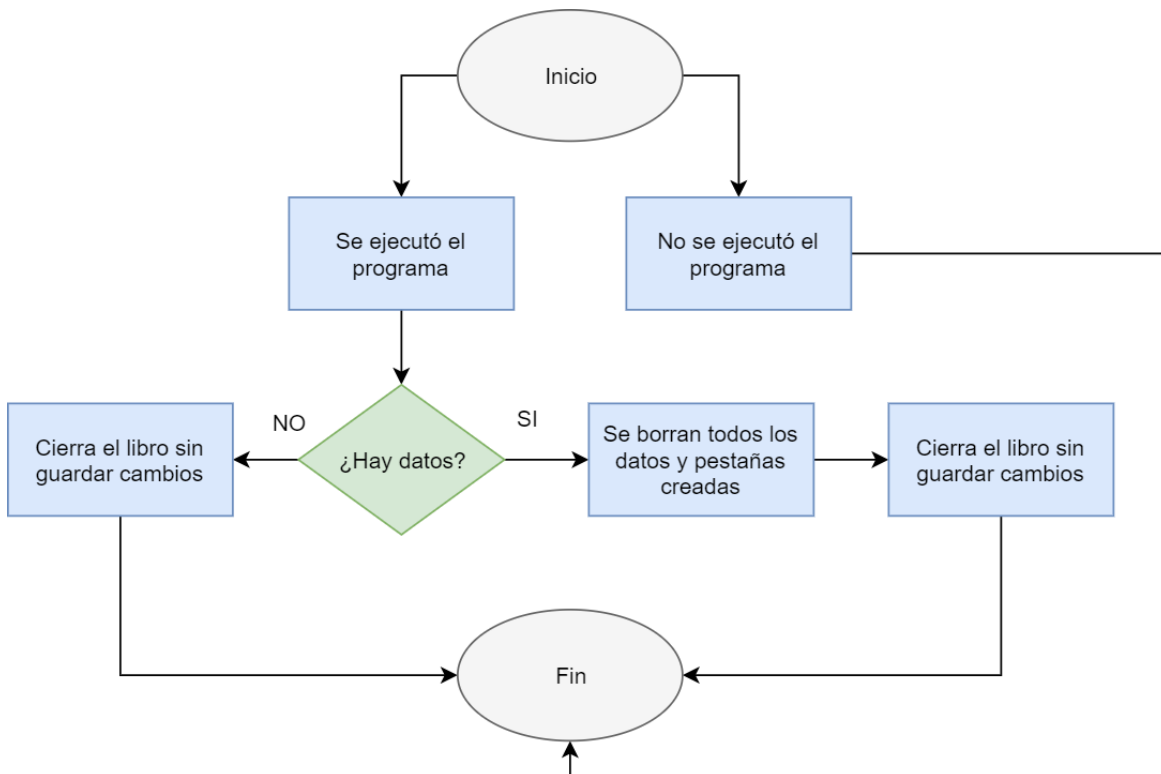 Inicio
Se ejecutó el
programa
No se ejecutó el
programa
Cierra el libro sin
guardar cambios
NO
¿Hay datos?
SI
Se borran todos los
datos y pestañas
creadas
Cierra el libro sin
guardar cambios
Fin